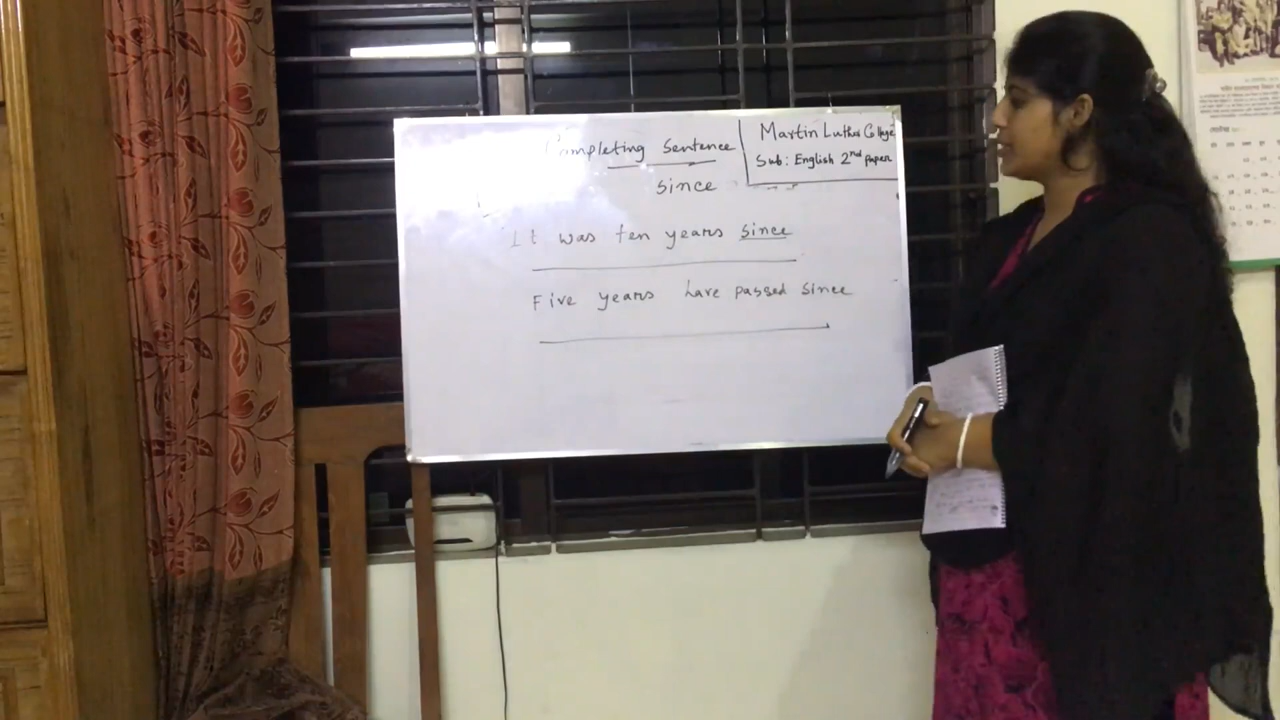 Completing Sentence
Martin Luther College
Sub: English 2nd paper
since
It was ten years since
Five years have passed since